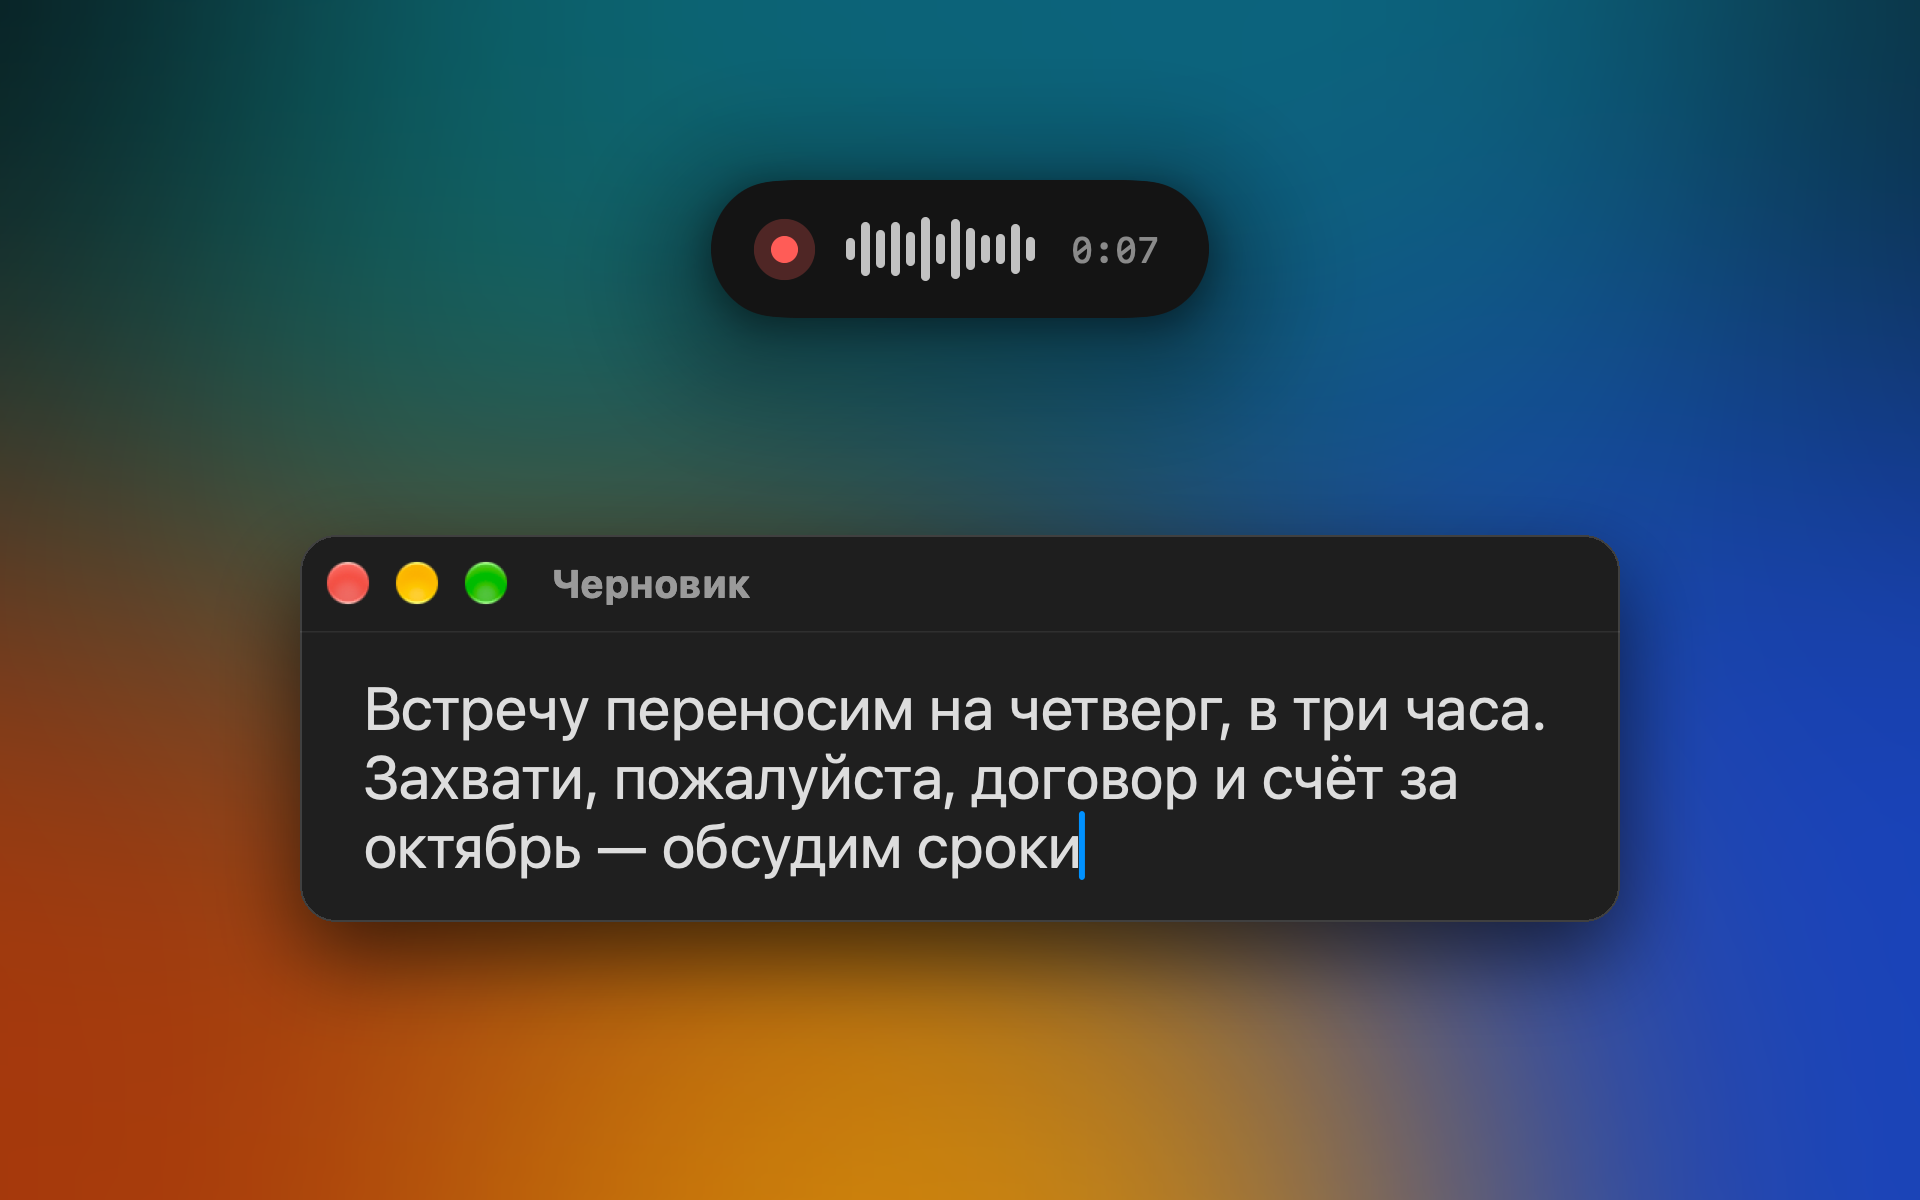 0:07
Черновик
Встречу переносим на четверг, в три часа.
Захвати, пожалуйста, договор и счёт за
октябрь — обсудим сроки